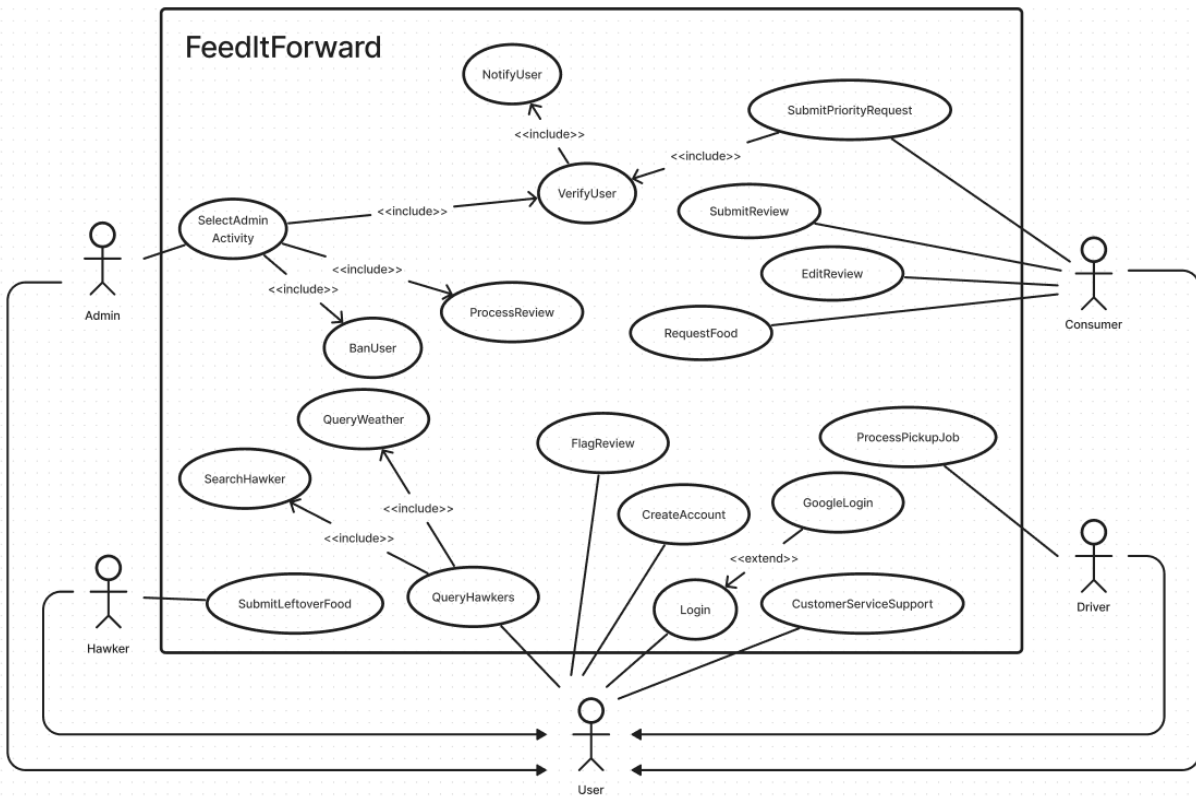 FeedItForward
NotifyUser
SubmitPriorityRequest
<<include>>
<<include>>
VerifyUser
<<include>>
SubmitReview
SelectAdmin
Activity
<<include>>
EditReview
<<include>>
ProcessReview
Admin
Consumer
RequestFood
BanUser
QueryWeather
FlagReview
ProcessPickupJob
SearchHawker
GoogleLogin
<<include>>
CreateAccount
<<include>>
<<extend>>
QueryHawkers
SubmitLeftoverFood
Login
CustomerServiceSupport
Driver
Hawker
User